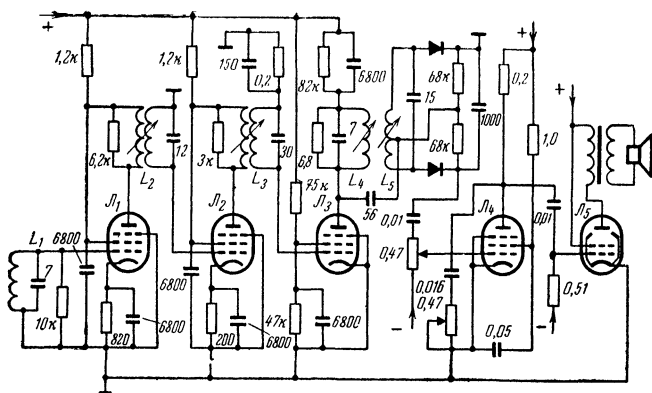 +
+
+
1,2к
1,2к
150
0,2
82к
6800
68к
15
68к
1000
0,2
1,0
6,2к
L₂
12
3к
L₃
30
6,8
7
L₄
L₅
56
75к
Л₁
Л₂
Л₃
Л₄
Л₅
0,01
0,01
0,47
L₁
7
6800
10к
820
6800
6800
200
47к
6800
6800
0,016
0,47
0,05
0,51
−
−